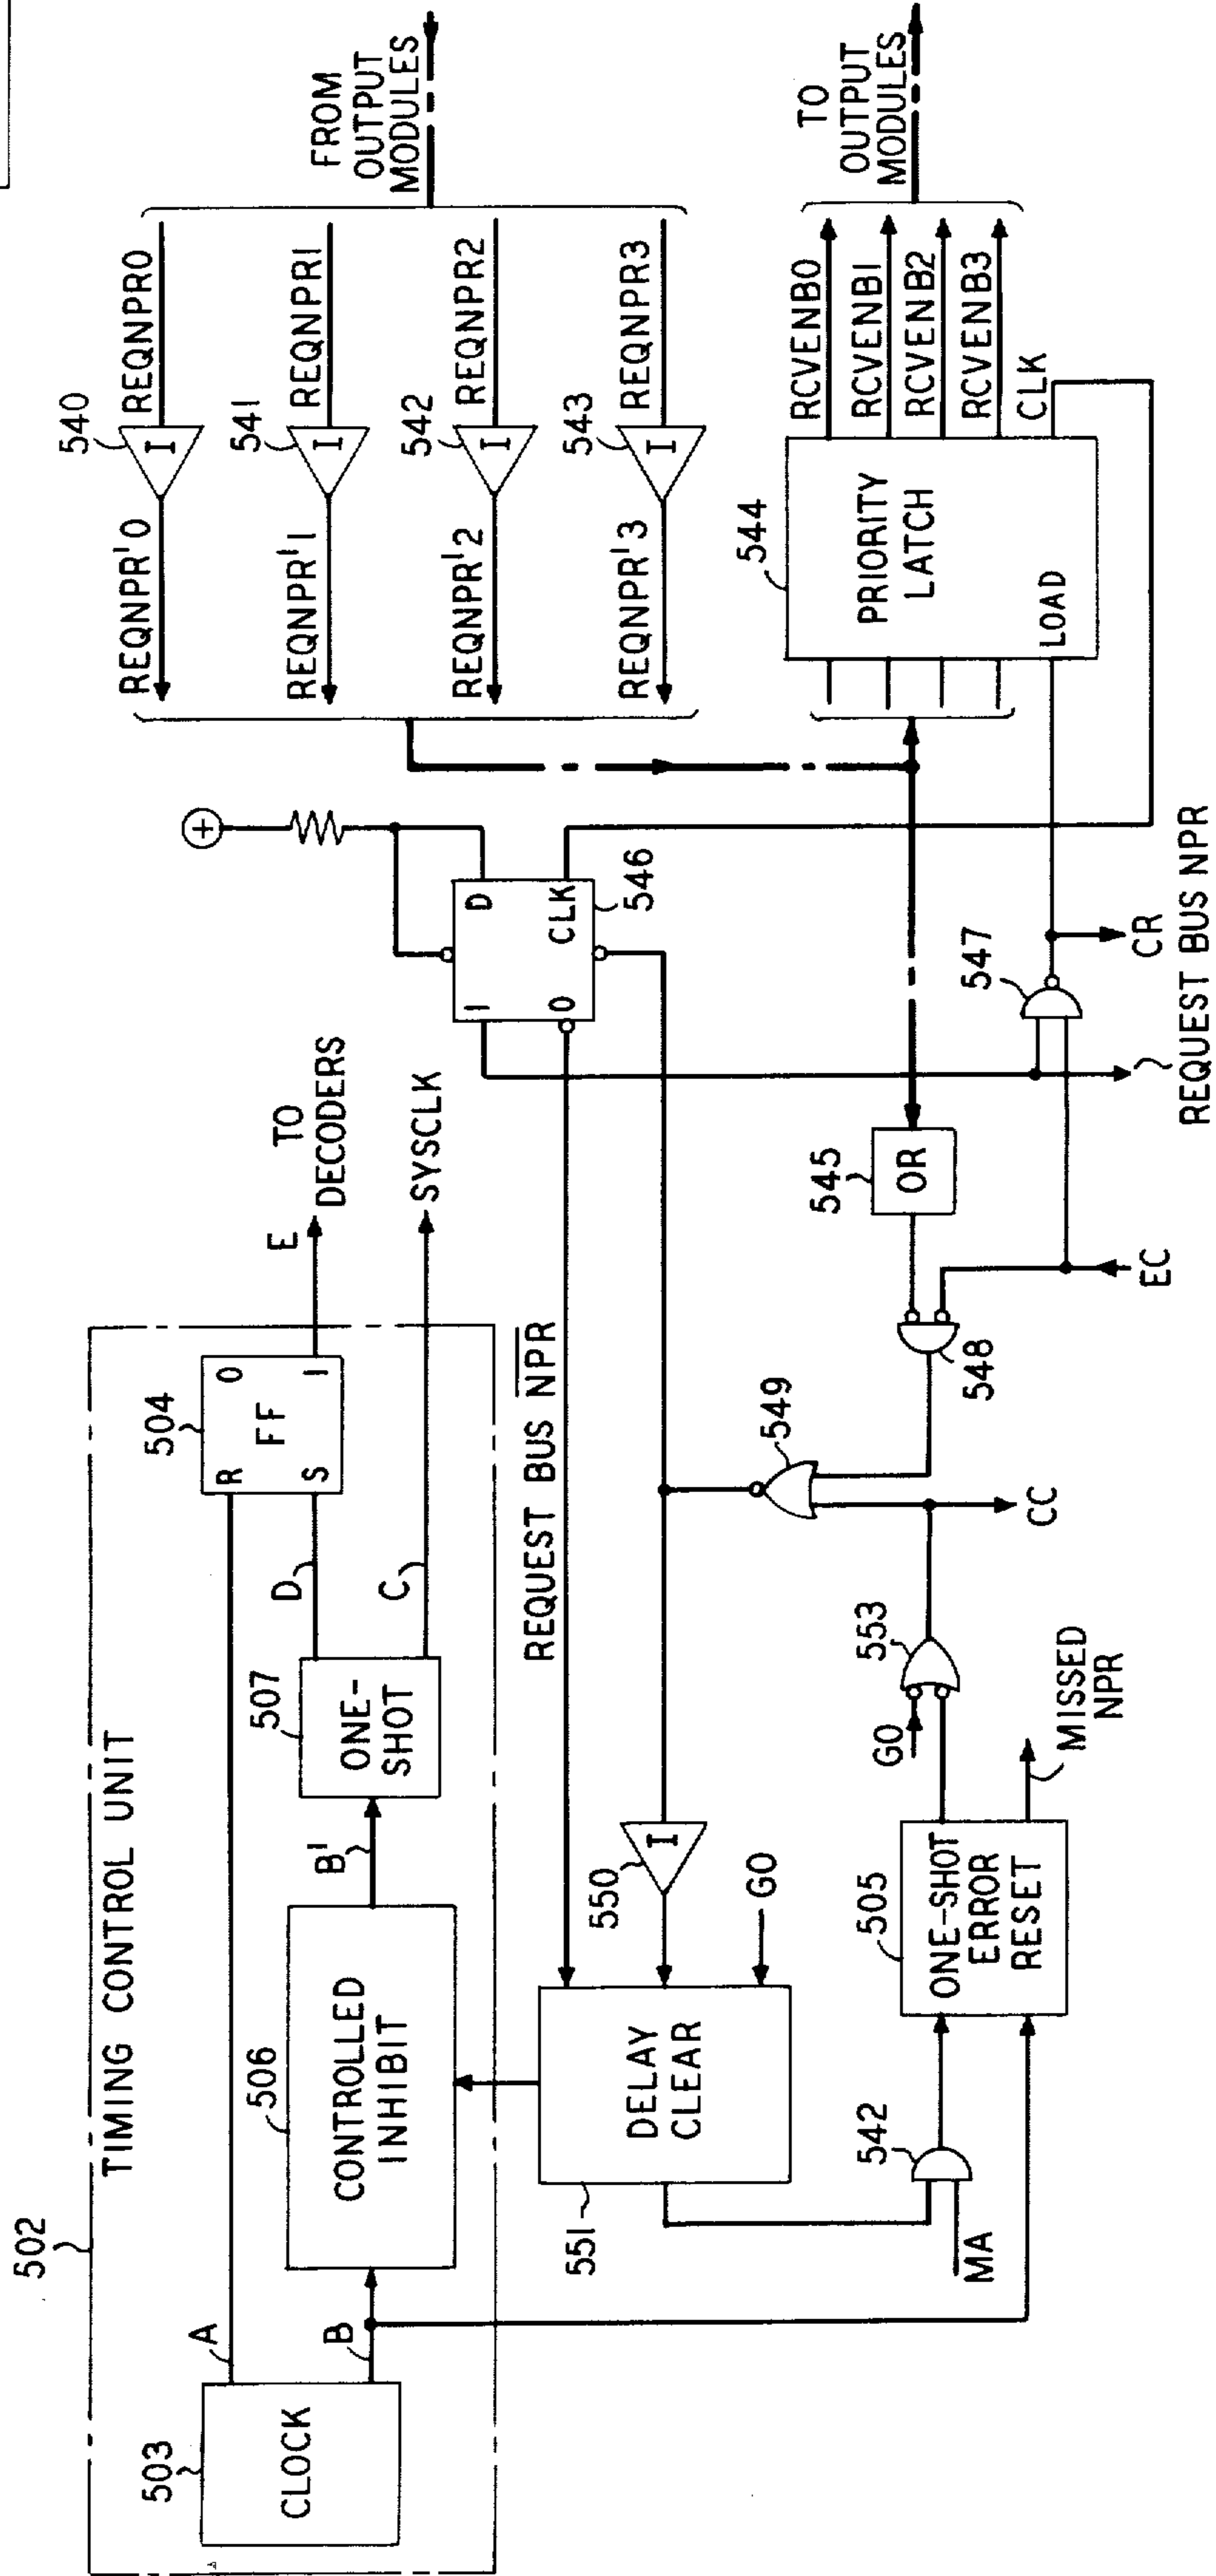 502
TIMING CONTROL UNIT
503
CLOCK
A
B
506
CONTROLLED
INHIBIT
B'
507
ONE-
SHOT
D
C
504
R
S
FF
0
1
E
TO
DECODERS
SYSCLK
551
DELAY
CLEAR
GO
550
I
REQUEST BUS NPR
MA
542
505
ONE-SHOT
ERROR
RESET
MISSED
NPR
GO
553
CC
549
548
EC
545
OR
547
CR
REQUEST BUS NPR
1
0
D
CLK
546
+
REQNPR'0
540
I
REQNPR0
REQNPR'1
541
I
REQNPR1
REQNPR'2
542
I
REQNPR2
REQNPR'3
543
I
REQNPR3
FROM
OUTPUT
MODULES
544
PRIORITY
LATCH
LOAD
RCVENB0
RCVENB1
RCVENB2
RCVENB3
CLK
TO
OUTPUT
MODULES